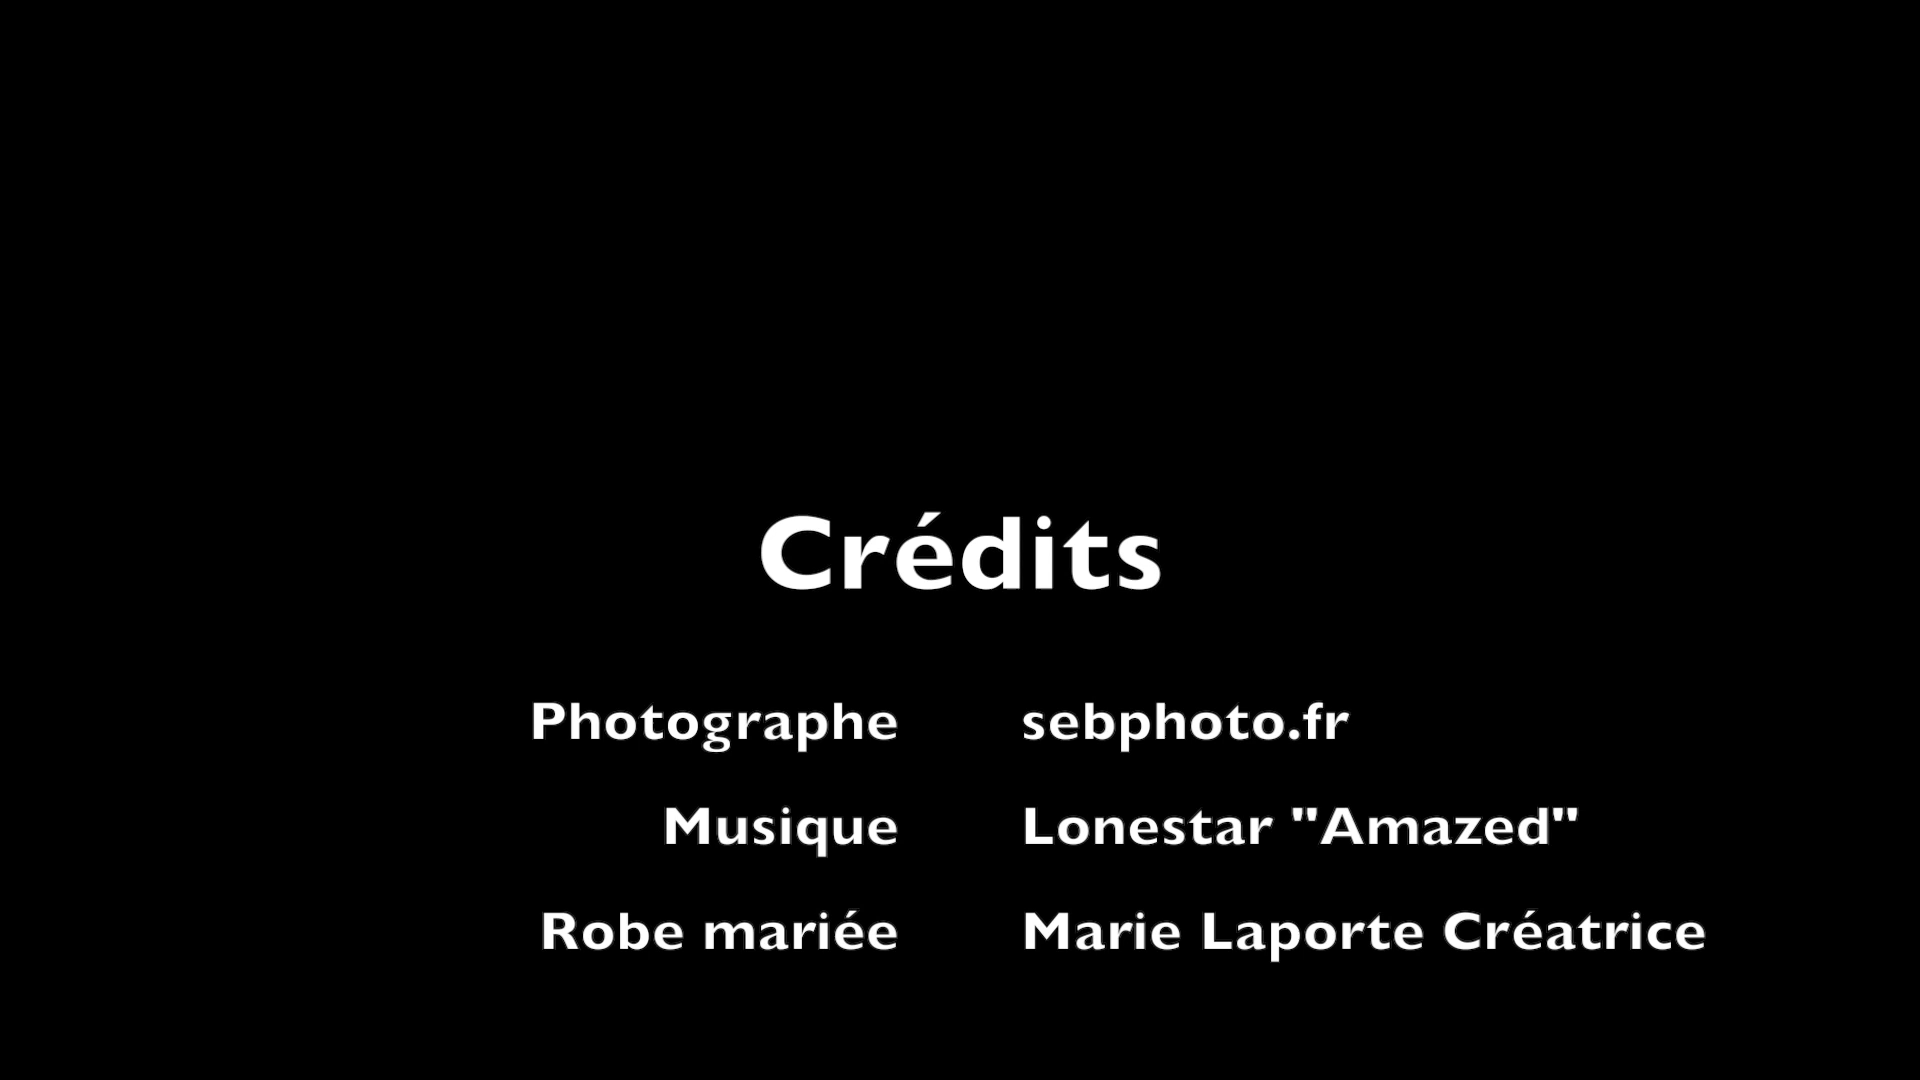 Crédits
Photographe sebphoto.fr
Musique Lonestar "Amazed"
Robe mariée Marie Laporte Créatrice